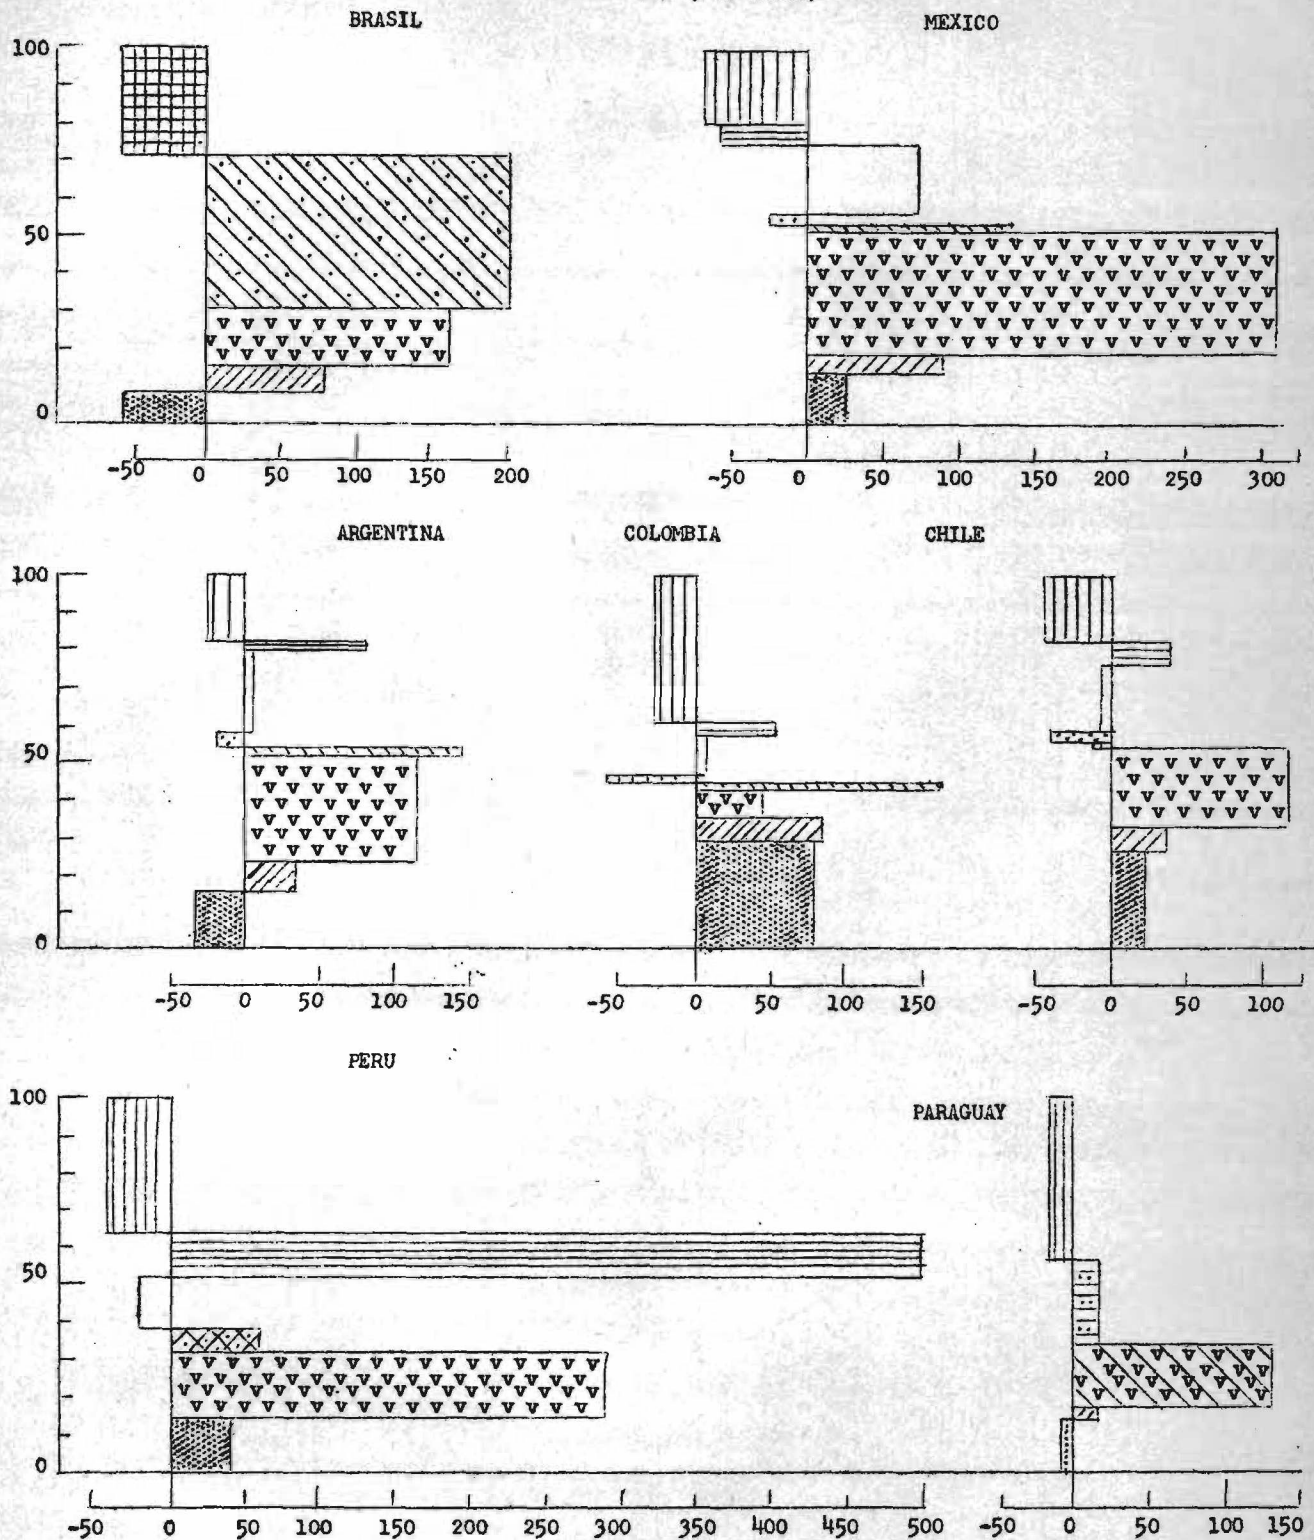 BRASIL MEXICO
100
50
0
-50 0 50 100 150 200 -50 0 50 100 150 200 250 300
ARGENTINA COLOMBIA CHILE
100
50
0
-50 0 50 100 150 -50 0 50 100 150 -50 0 50 100
PERU
PARAGUAY
100
50
0
-50 0 50 100 150 200 250 300 350 400 450 500 -50 0 50 100 150